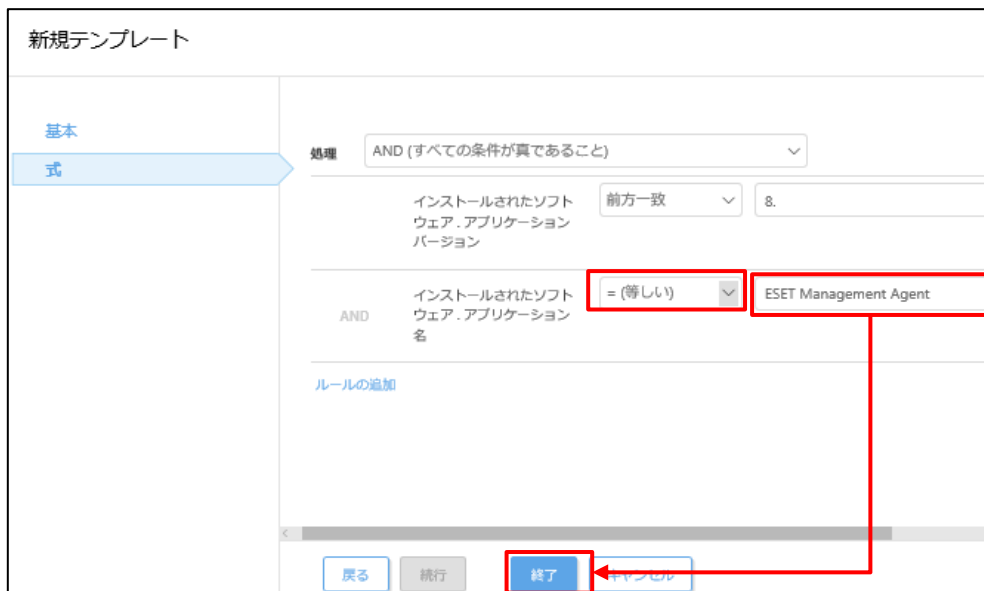 新規テンプレート
基本
式
処理
AND (すべての条件が真であること)
インストールされたソフト
ウェア . アプリケーション
バージョン
前方一致
8.
AND
インストールされたソフト
ウェア . アプリケーション
名
= (等しい)
ESET Management Agent
ルールの追加
戻る
続行
終了
キャンセル